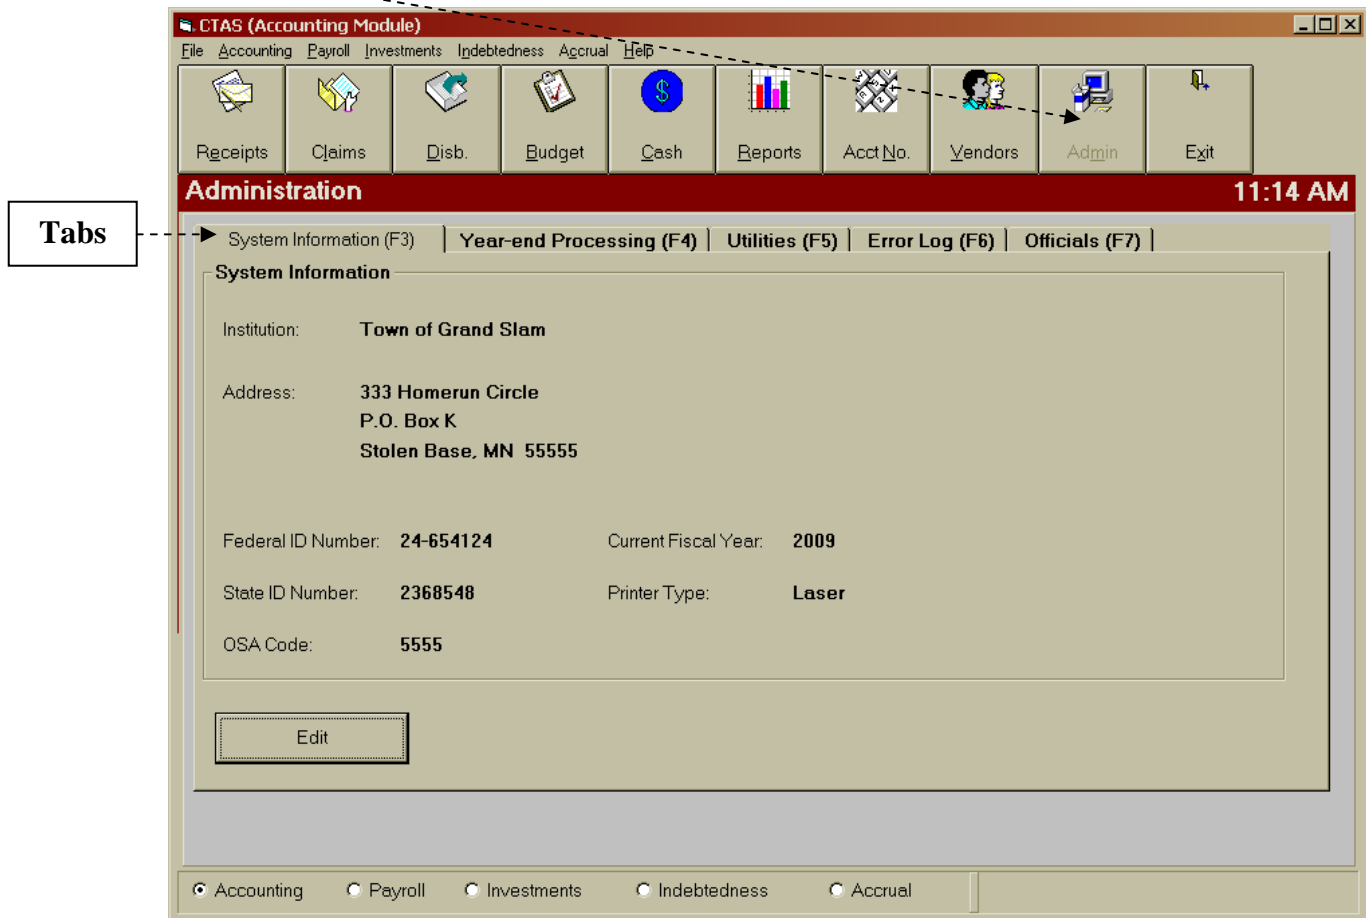 CTAS (Accounting Module)
File Accounting Payroll Investments Indebtedness Accrual Help
Receipts Claims Disb. Budget Cash Reports Acct No. Vendors Admin Exit
Administration 11:14 AM
Tabs
System Information (F3) Year-end Processing (F4) Utilities (F5) Error Log (F6) Officials (F7)
System Information
Institution: Town of Grand Slam
Address: 333 Homerun Circle
P.O. Box K
Stolen Base, MN 55555
Federal ID Number: 24-654124 Current Fiscal Year: 2009
State ID Number: 2368548 Printer Type: Laser
OSA Code: 5555
Edit
Accounting Payroll Investments Indebtedness Accrual